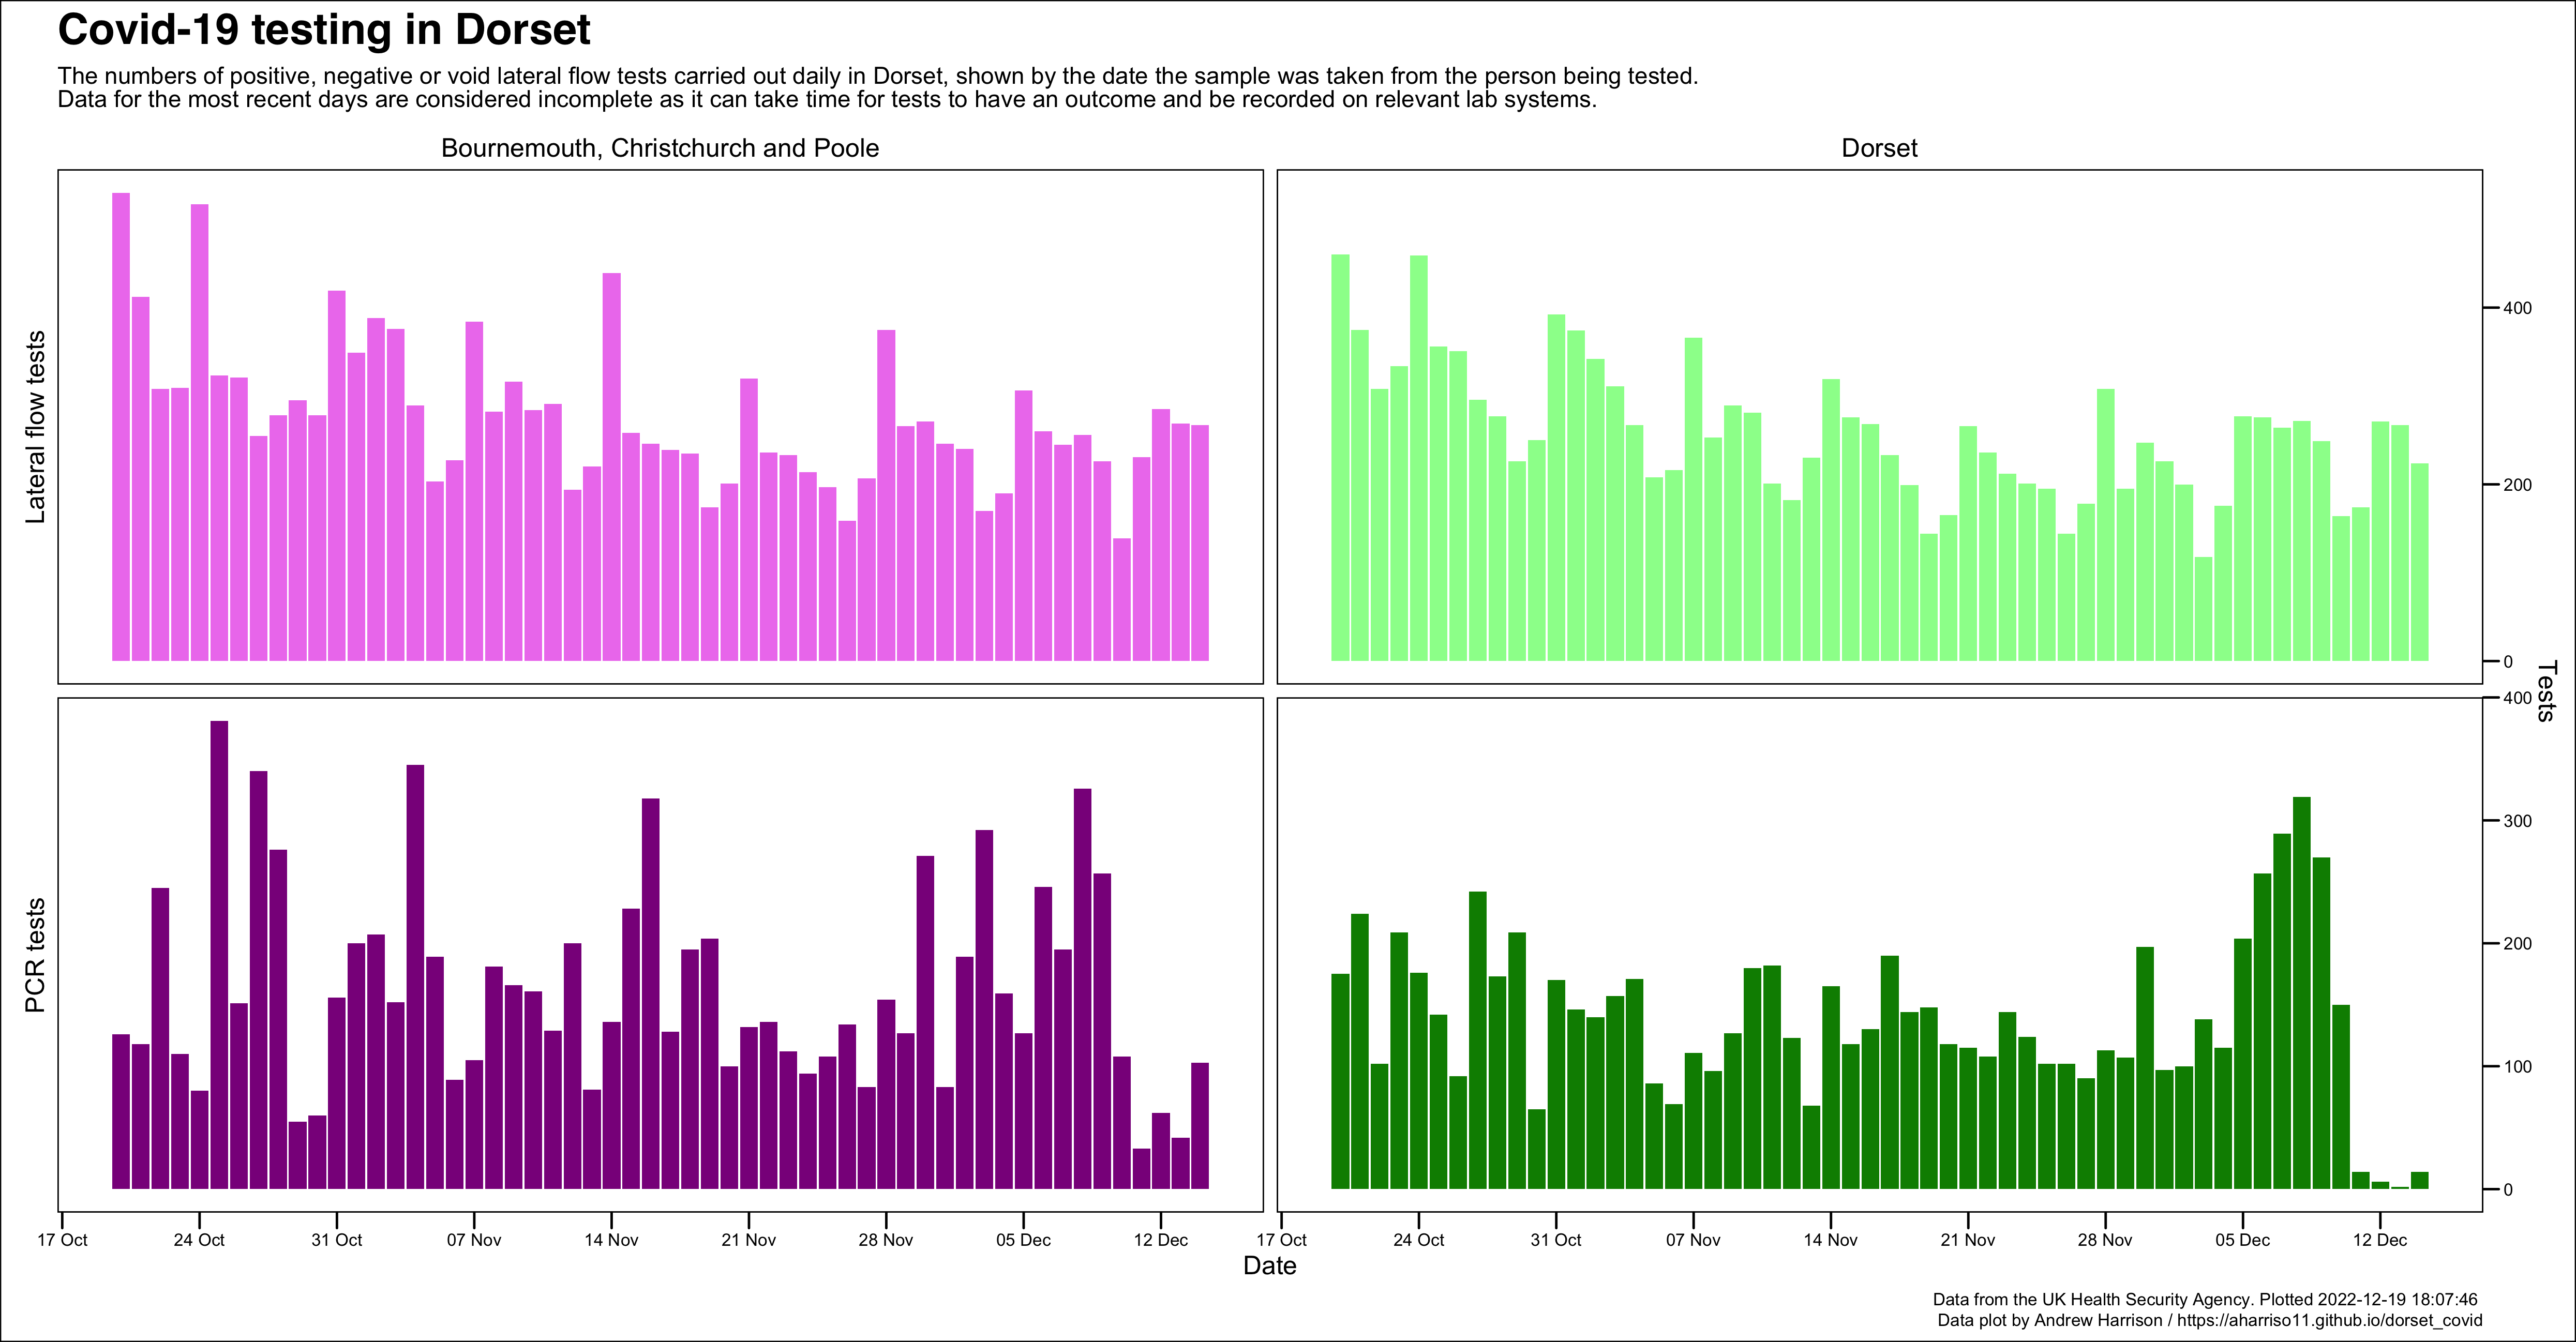 Covid-19 testing in Dorset
The numbers of positive, negative or void lateral flow tests carried out daily in Dorset, shown by the date the sample was taken from the person being tested.
Data for the most recent days are considered incomplete as it can take time for tests to have an outcome and be recorded on relevant lab systems.
Bournemouth, Christchurch and Poole
Dorset
Lateral flow tests
400
200
0
PCR tests
400
300
200
100
0
Tests
17 Oct
24 Oct
31 Oct
07 Nov
14 Nov
21 Nov
28 Nov
05 Dec
12 Dec
17 Oct
24 Oct
31 Oct
07 Nov
14 Nov
21 Nov
28 Nov
05 Dec
12 Dec
Date
Data from the UK Health Security Agency. Plotted 2022-12-19 18:07:46
Data plot by Andrew Harrison / https://aharriso11.github.io/dorset_covid